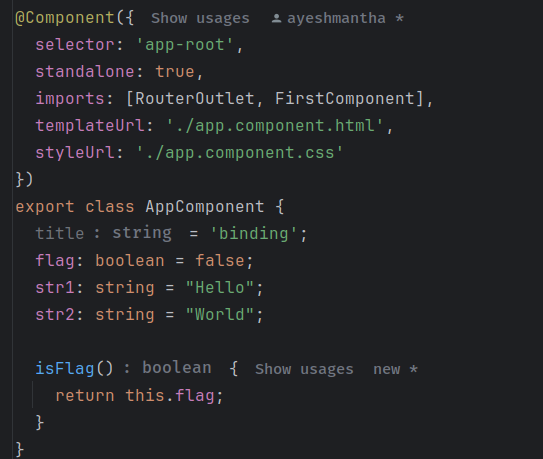 @Component({ Show usages ayeshmantha *
  selector: 'app-root',
  standalone: true,
  imports: [RouterOutlet, FirstComponent],
  templateUrl: './app.component.html',
  styleUrl: './app.component.css'
})
export class AppComponent {
  title : string = 'binding';
  flag: boolean = false;
  str1: string = "Hello";
  str2: string = "World";

  isFlag() : boolean { Show usages new *
    return this.flag;
  }
}